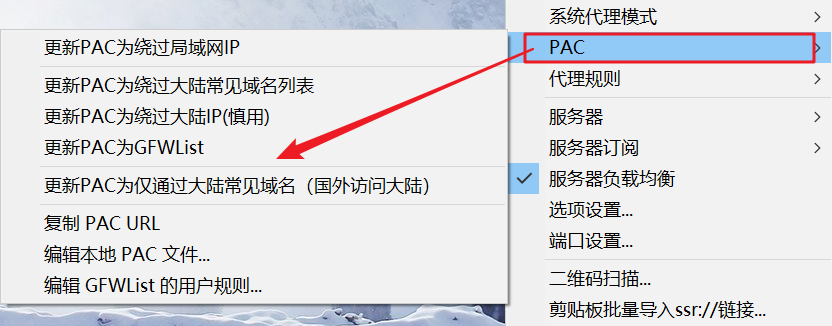 更新PAC为绕过局域网IP
更新PAC为绕过大陆常见域名列表
更新PAC为绕过大陆IP(慎用)
更新PAC为GFWList
更新PAC为仅通过大陆常见域名（国外访问大陆）
复制 PAC URL
编辑本地 PAC 文件...
编辑 GFWList 的用户规则...
系统代理模式
PAC
代理规则
服务器
服务器订阅
服务器负载均衡
选项设置...
端口设置...
二维码扫描...
剪贴板批量导入ssr://链接...